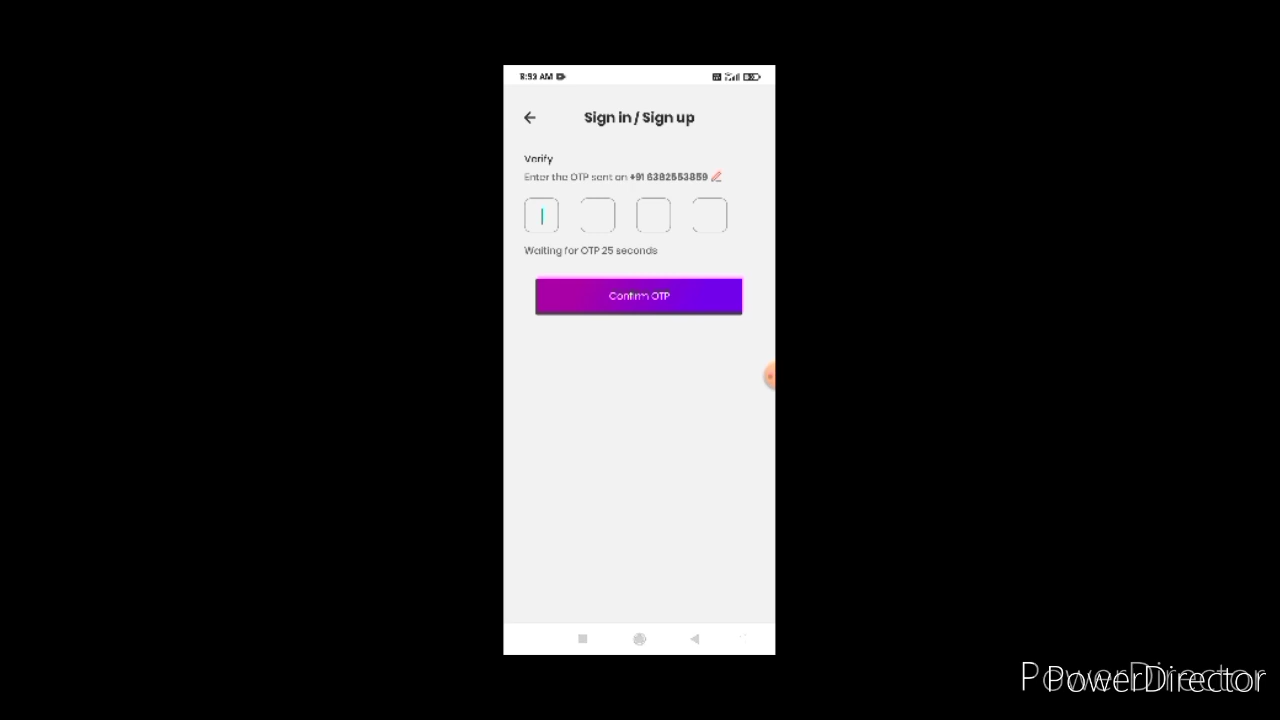 8:53 AM
Sign in / Sign up
Verify
Enter the OTP sent on +91 6382553859
Waiting for OTP 25 seconds
Confirm OTP
PowerDirector
PowerDirector